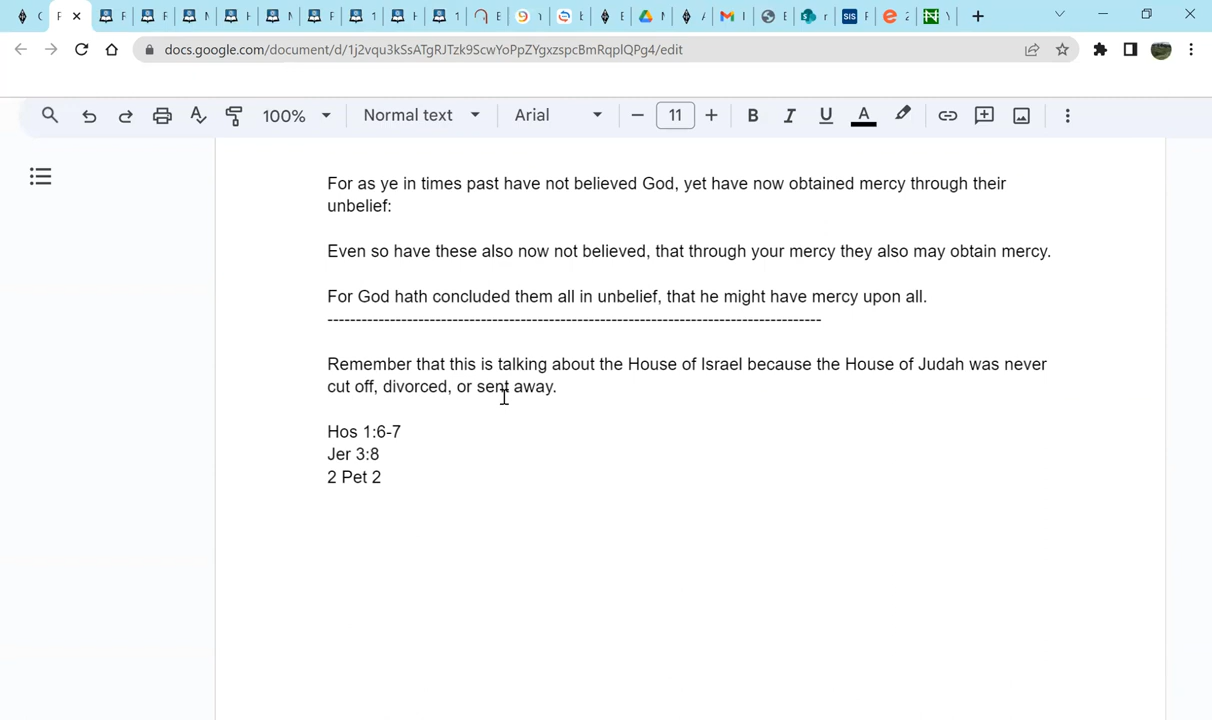 docs.google.com/document/d/1j2vqu3kSsATgRJTzk9ScwYoPpZYgxzspcBmRqplQPg4/edit
100% Normal text Arial 11 B I U A
For as ye in times past have not believed God, yet have now obtained mercy through their
unbelief:
Even so have these also now not believed, that through your mercy they also may obtain mercy.
For God hath concluded them all in unbelief, that he might have mercy upon all.
---------------------------------------------------------------------------------------
Remember that this is talking about the House of Israel because the House of Judah was never
cut off, divorced, or sent away.
Hos 1:6-7
Jer 3:8
2 Pet 2